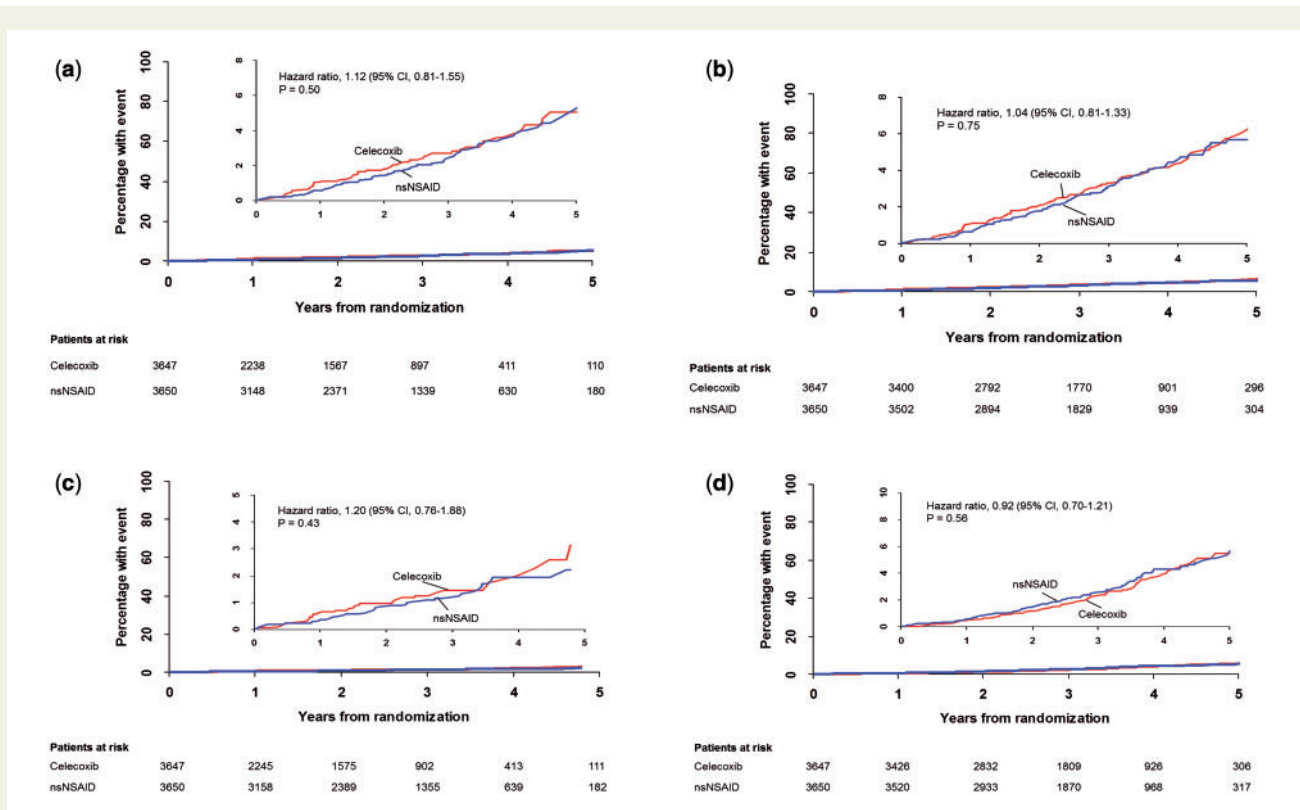 (a)
Percentage with event
100
80
60
40
20
0
8
6
4
2
0
Hazard ratio, 1.12 (95% CI, 0.81-1.55)
P = 0.50
Celecoxib
nsNSAID
0 1 2 3 4 5
0 1 2 3 4 5
Years from randomization
Patients at risk
Celecoxib 3647 2238 1567 897 411 110
nsNSAID 3650 3148 2371 1339 630 180
(b)
Percentage with event
100
80
60
40
20
0
8
6
4
2
0
Hazard ratio, 1.04 (95% CI, 0.81-1.33)
P = 0.75
Celecoxib
nsNSAID
0 1 2 3 4 5
0 1 2 3 4 5
Years from randomization
Patients at risk
Celecoxib 3647 3400 2792 1770 901 296
nsNSAID 3650 3502 2894 1829 939 304
(c)
Percentage with event
100
80
60
40
20
0
5
4
3
2
1
0
Hazard ratio, 1.20 (95% CI, 0.76-1.88)
P = 0.43
Celecoxib
nsNSAID
0 1 2 3 4 5
0 1 2 3 4 5
Years from randomization
Patients at risk
Celecoxib 3647 2245 1575 902 413 111
nsNSAID 3650 3158 2389 1355 639 182
(d)
Percentage with event
100
80
60
40
20
0
10
8
6
4
2
0
Hazard ratio, 0.92 (95% CI, 0.70-1.21)
P = 0.56
nsNSAID
Celecoxib
0 1 2 3 4 5
0 1 2 3 4 5
Years from randomization
Patients at risk
Celecoxib 3647 3426 2832 1809 926 306
nsNSAID 3650 3520 2933 1870 968 317